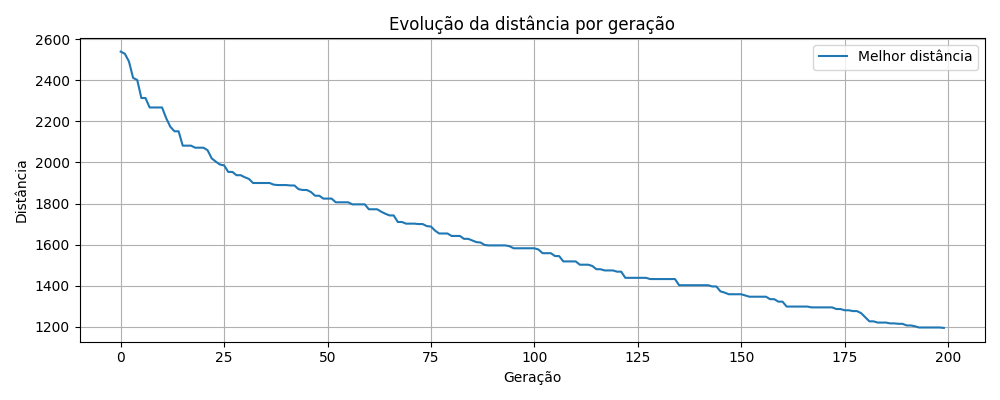 Evolução da distância por geração
Melhor distância
Distância
2600
2400
2200
2000
1800
1600
1400
1200
0 25 50 75 100 125 150 175 200
Geração